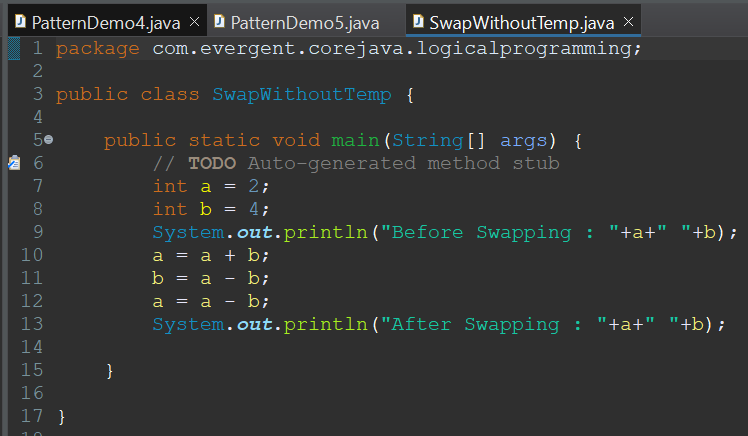 PatternDemo4.java PatternDemo5.java SwapWithoutTemp.java
1 package com.evergent.corejava.logicalprogramming;
2
3 public class SwapWithoutTemp {
4
5 public static void main(String[] args) {
6 // TODO Auto-generated method stub
7 int a = 2;
8 int b = 4;
9 System.out.println("Before Swapping : "+a+" "+b);
10 a = a + b;
11 b = a - b;
12 a = a - b;
13 System.out.println("After Swapping : "+a+" "+b);
14
15 }
16
17 }